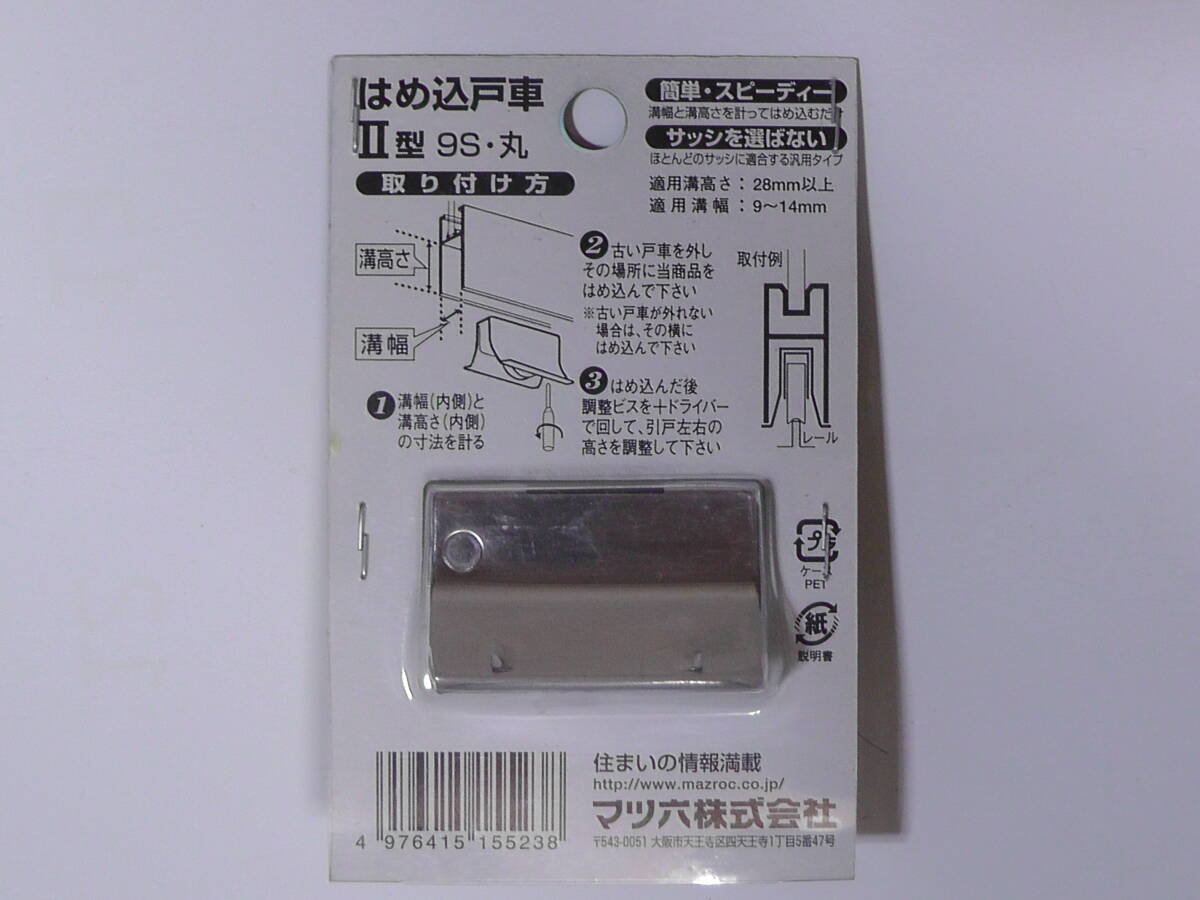 はめ込戸車
Ⅱ型 9S・丸
取り付け方
簡単・スピーディー
溝幅と溝高さを計ってはめ込むだけ
サッシを選ばない
ほとんどのサッシに適合する汎用タイプ
適用溝高さ：28mm以上
適用溝幅：9〜14mm
溝高さ
溝幅
❶溝幅(内側)と
溝高さ(内側)
の寸法を計る
❷古い戸車を外し
その場所に当商品を
はめ込んで下さい
※古い戸車が外れない
場合は、その横に
はめ込んで下さい
❸はめ込んだ後
調整ビスを＋ドライバー
で回して、引戸左右の
高さを調整して下さい
取付例
レール
プラ
ケース
PET
紙
説明書
4 976415 155238
住まいの情報満載
http://www.mazroc.co.jp/
マツ六株式会社
〒543-0051 大阪市天王寺区四天王寺1丁目5番47号